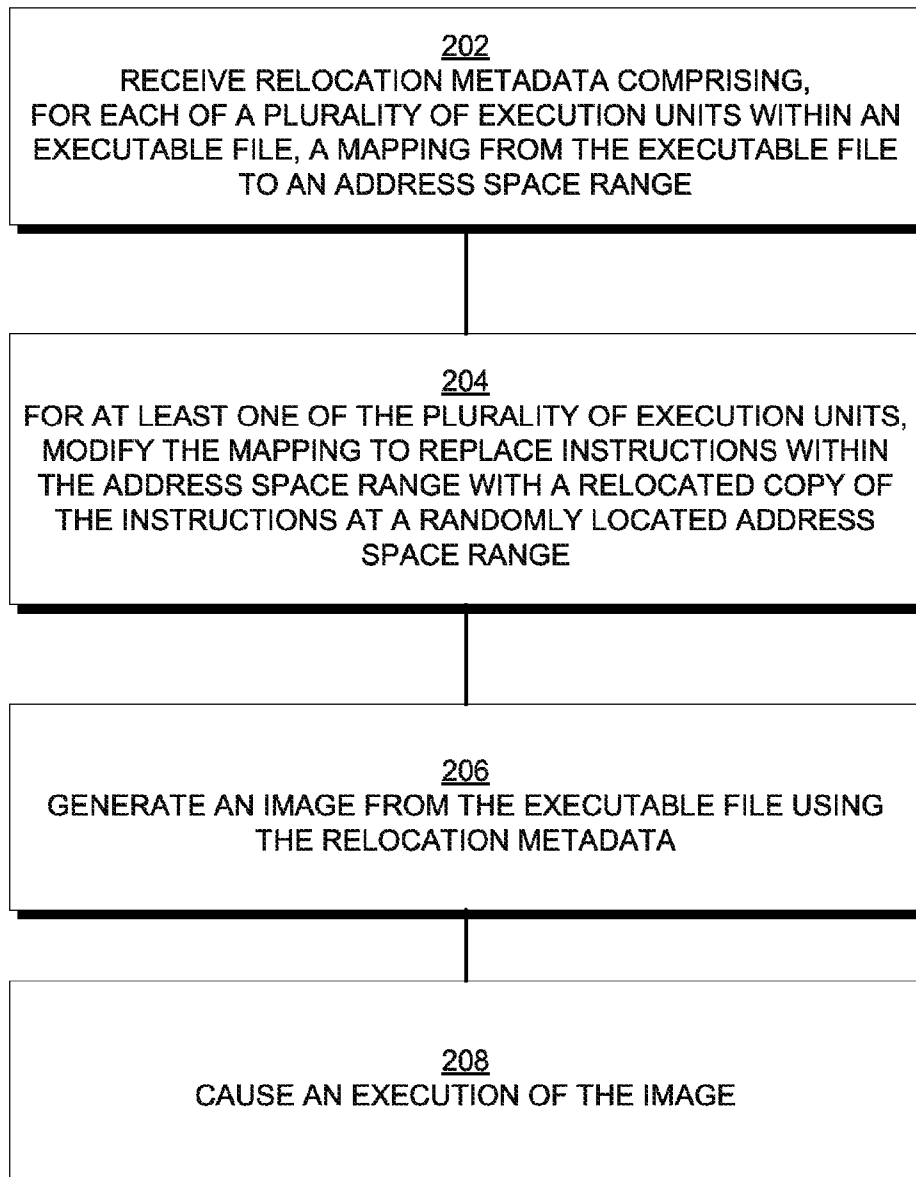 202
RECEIVE RELOCATION METADATA COMPRISING,
FOR EACH OF A PLURALITY OF EXECUTION UNITS WITHIN AN
EXECUTABLE FILE, A MAPPING FROM THE EXECUTABLE FILE
TO AN ADDRESS SPACE RANGE
204
FOR AT LEAST ONE OF THE PLURALITY OF EXECUTION UNITS,
MODIFY THE MAPPING TO REPLACE INSTRUCTIONS WITHIN
THE ADDRESS SPACE RANGE WITH A RELOCATED COPY OF
THE INSTRUCTIONS AT A RANDOMLY LOCATED ADDRESS
SPACE RANGE
206
GENERATE AN IMAGE FROM THE EXECUTABLE FILE USING
THE RELOCATION METADATA
208
CAUSE AN EXECUTION OF THE IMAGE